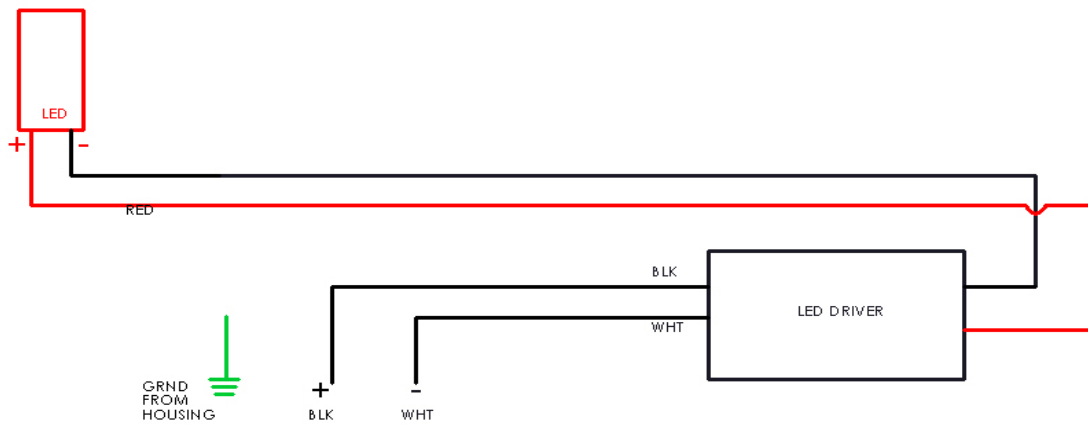 LED
+ -
RED
BLK
LED DRIVER
WHT
GRND
FROM
HOUSING
+ -
BLK WHT